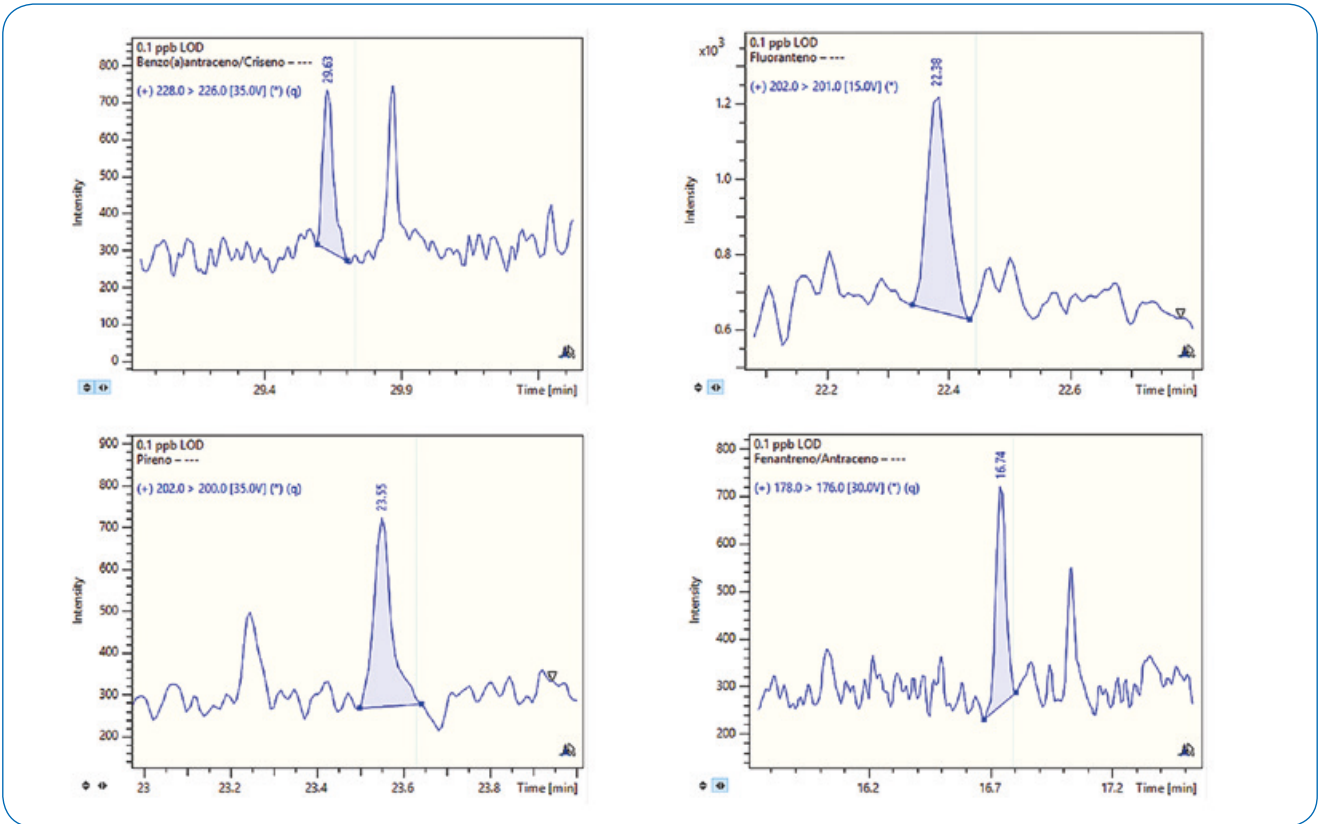 0.1 ppb LOD
Benzo(a)antraceno/Criseno – ---
(+) 228.0 > 226.0 [35.0V] (*) (q)
29.63
Intensity
800
700
600
500
400
300
200
100
0
29.4
29.9
Time [min]
x10³
0.1 ppb LOD
Fluoranteno – ---
(+) 202.0 > 201.0 [15.0V] (*)
22.38
Intensity
1.2
1.0
0.8
0.6
22.2
22.4
22.6
Time [min]
0.1 ppb LOD
Pireno – ---
(+) 202.0 > 200.0 [35.0V] (*) (q)
23.55
Intensity
900
800
700
600
500
400
300
200
23
23.2
23.4
23.6
23.8
Time [min]
0.1 ppb LOD
Fenantreno/Antraceno – ---
(+) 178.0 > 176.0 [30.0V] (*) (q)
16.74
Intensity
800
700
600
500
400
300
200
16.2
16.7
17.2
Time [min]